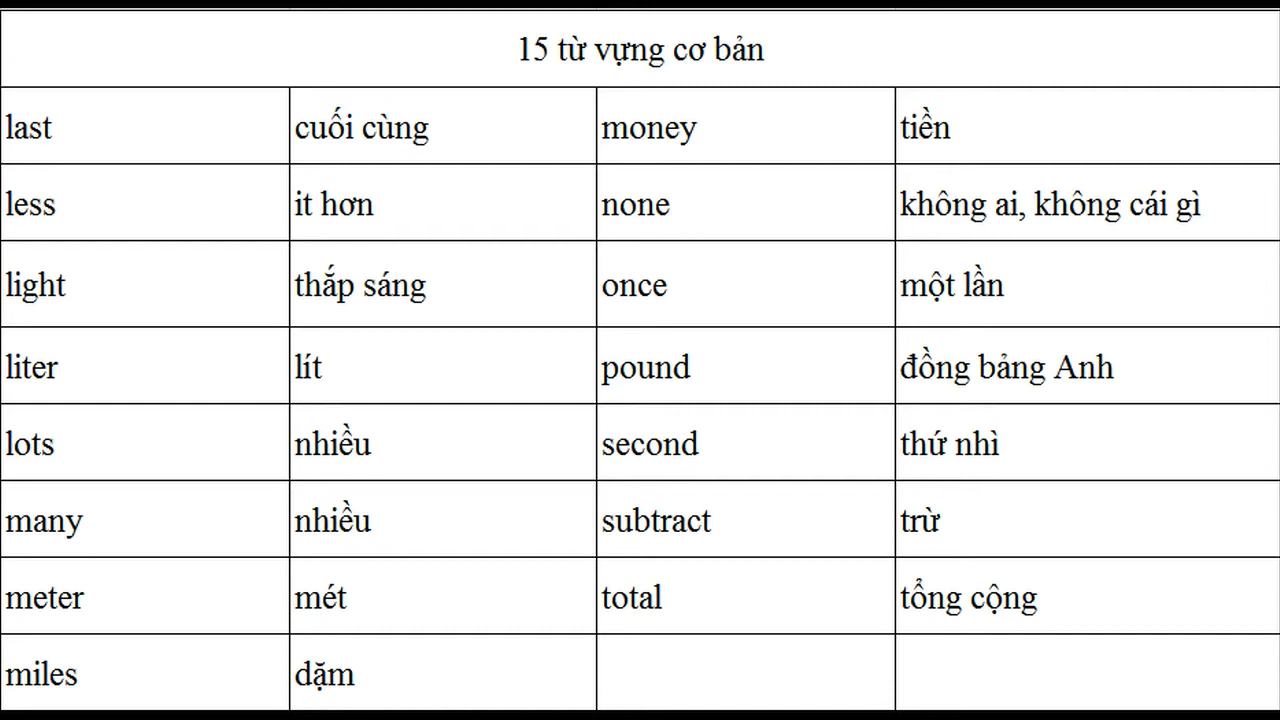 15 từ vựng cơ bản
last cuối cùng money tiền
less it hơn none không ai, không cái gì
light thắp sáng once một lần
liter lít pound đồng bảng Anh
lots nhiều second thứ nhì
many nhiều subtract trừ
meter mét total tổng cộng
miles dặm